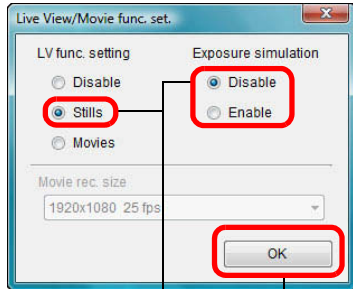 Live View/Movie func. set.
LV func. setting Exposure simulation
Disable Disable
Stills Enable
Movies
Movie rec. size
1920x1080 25 fps
OK